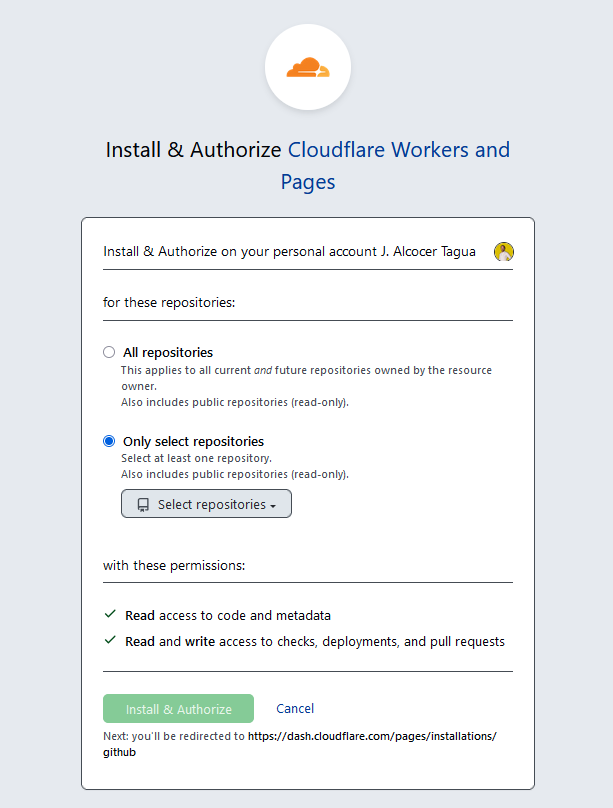 Install & Authorize Cloudflare Workers and
Pages
Install & Authorize on your personal account J. Alcocer Tagua
for these repositories:
All repositories
This applies to all current and future repositories owned by the resource
owner.
Also includes public repositories (read-only).
Only select repositories
Select at least one repository.
Also includes public repositories (read-only).
Select repositories
with these permissions:
Read access to code and metadata
Read and write access to checks, deployments, and pull requests
Install & Authorize Cancel
Next: you'll be redirected to https://dash.cloudflare.com/pages/installations/
github